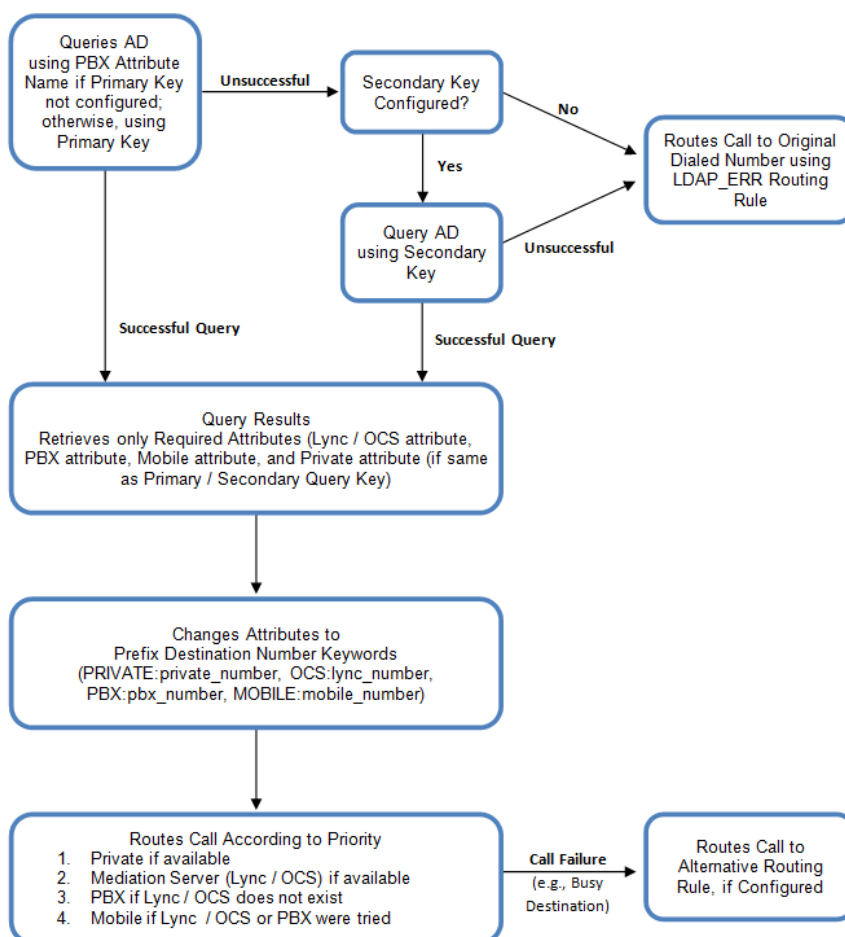 Queries AD
using PBX Attribute
Name if Primary Key
not configured;
otherwise, using
Primary Key
Unsuccessful
Secondary Key
Configured?
No
Routes Call to Original
Dialed Number using
LDAP_ERR Routing
Rule
Yes
Query AD
using Secondary
Key
Unsuccessful
Successful Query
Successful Query
Query Results
Retrieves only Required Attributes (Lync / OCS attribute,
PBX attribute, Mobile attribute, and Private attribute (if same
as Primary / Secondary Query Key)
Changes Attributes to
Prefix Destination Number Keywords
(PRIVATE:private_number, OCS:lync_number,
PBX:pbx_number, MOBILE:mobile_number)
Routes Call According to Priority
1. Private if available
2. Mediation Server (Lync / OCS) if available
3. PBX if Lync / OCS does not exist
4. Mobile if Lync / OCS or PBX were tried
Call Failure
(e.g., Busy
Destination)
Routes Call to
Alternative Routing
Rule, if Configured